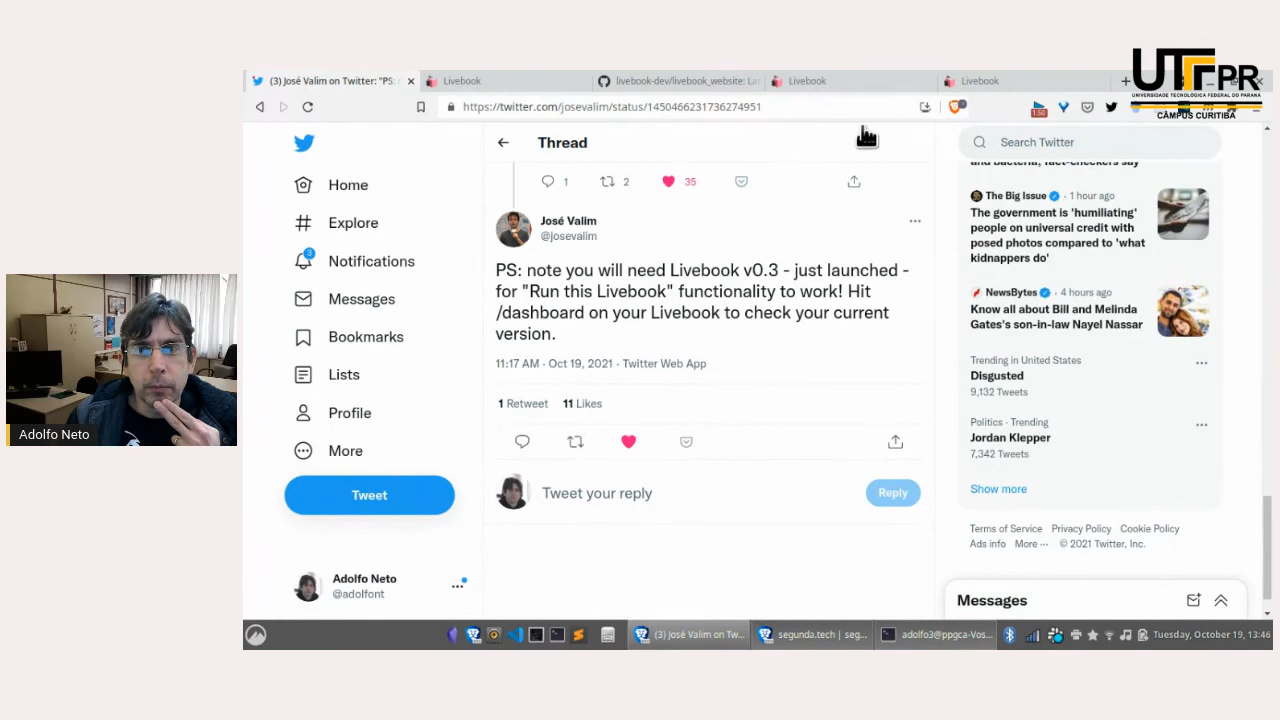 UTFPR
UNIVERSIDADE TECNOLÓGICA FEDERAL DO PARANÁ
CÂMPUS CURITIBA
(3) José Valim on Twitter: "PS:
Livebook
livebook-dev/livebook_website: La
Livebook
Livebook
https://twitter.com/josevalim/status/1450466231736274951
1.50
Home
Explore
3
Notifications
Messages
Bookmarks
Lists
Profile
More
Tweet
Adolfo Neto
@adolfont
Thread
1
2
35
José Valim
@josevalim
PS: note you will need Livebook v0.3 - just launched -
for "Run this Livebook" functionality to work! Hit
/dashboard on your Livebook to check your current
version.
11:17 AM · Oct 19, 2021 · Twitter Web App
1 Retweet 11 Likes
Tweet your reply
Reply
Search Twitter
and bacteria, fact-checkers say
The Big Issue · 1 hour ago
The government is 'humiliating'
people on universal credit with
posed photos compared to 'what
kidnappers do'
NewsBytes · 4 hours ago
Know all about Bill and Melinda
Gates's son-in-law Nayel Nassar
Trending in United States
Disgusted
9,132 Tweets
Politics · Trending
Jordan Klepper
7,342 Tweets
Show more
Terms of Service Privacy Policy Cookie Policy
Ads info More ··· © 2021 Twitter, Inc.
Messages
Adolfo Neto
(3) José Valim on Tw...
segunda.tech | seg...
adolfo3@ppgca-Vos...
Tuesday, October 19, 13:46